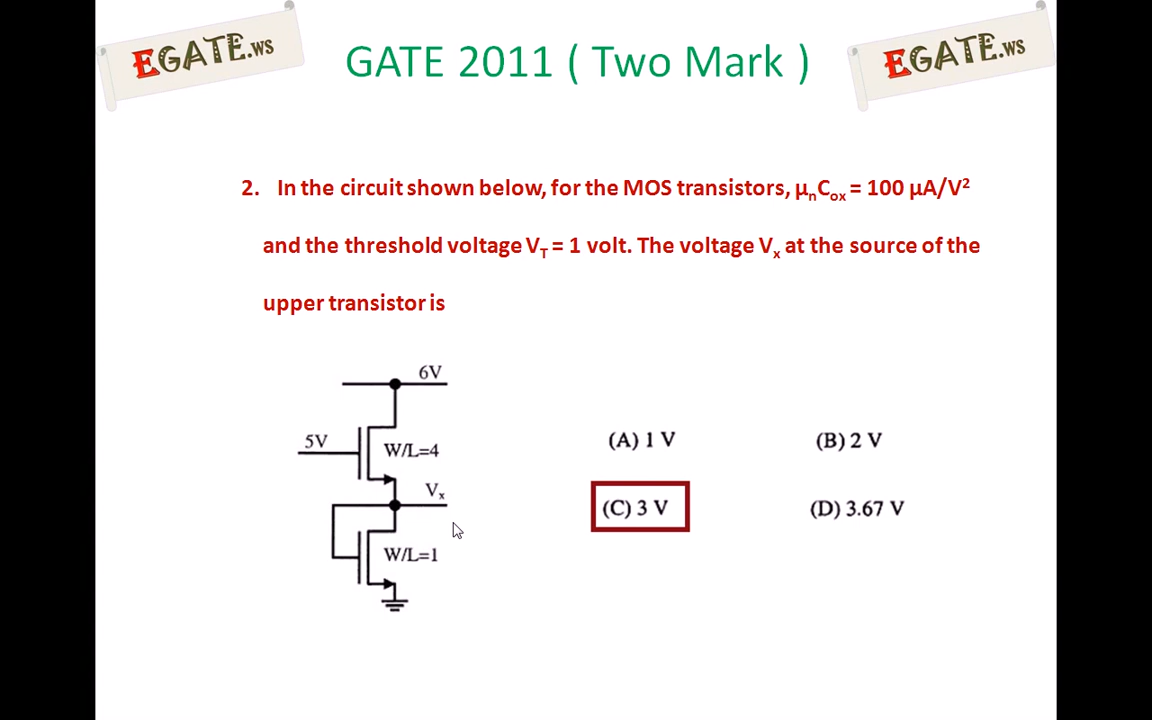 EGATE.ws
GATE 2011 ( Two Mark )
EGATE.ws
2. In the circuit shown below, for the MOS transistors, μₙCₒₓ = 100 μA/V²
and the threshold voltage V_T = 1 volt. The voltage Vₓ at the source of the
upper transistor is
6V
5V
W/L=4
Vₓ
W/L=1
(A) 1 V
(B) 2 V
(C) 3 V
(D) 3.67 V